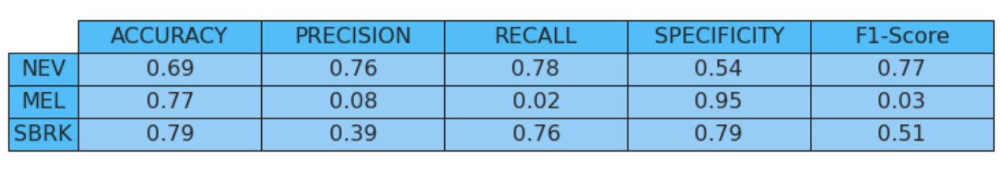 ACCURACY PRECISION RECALL SPECIFICITY F1-Score
NEV 0.69 0.76 0.78 0.54 0.77
MEL 0.77 0.08 0.02 0.95 0.03
SBRK 0.79 0.39 0.76 0.79 0.51